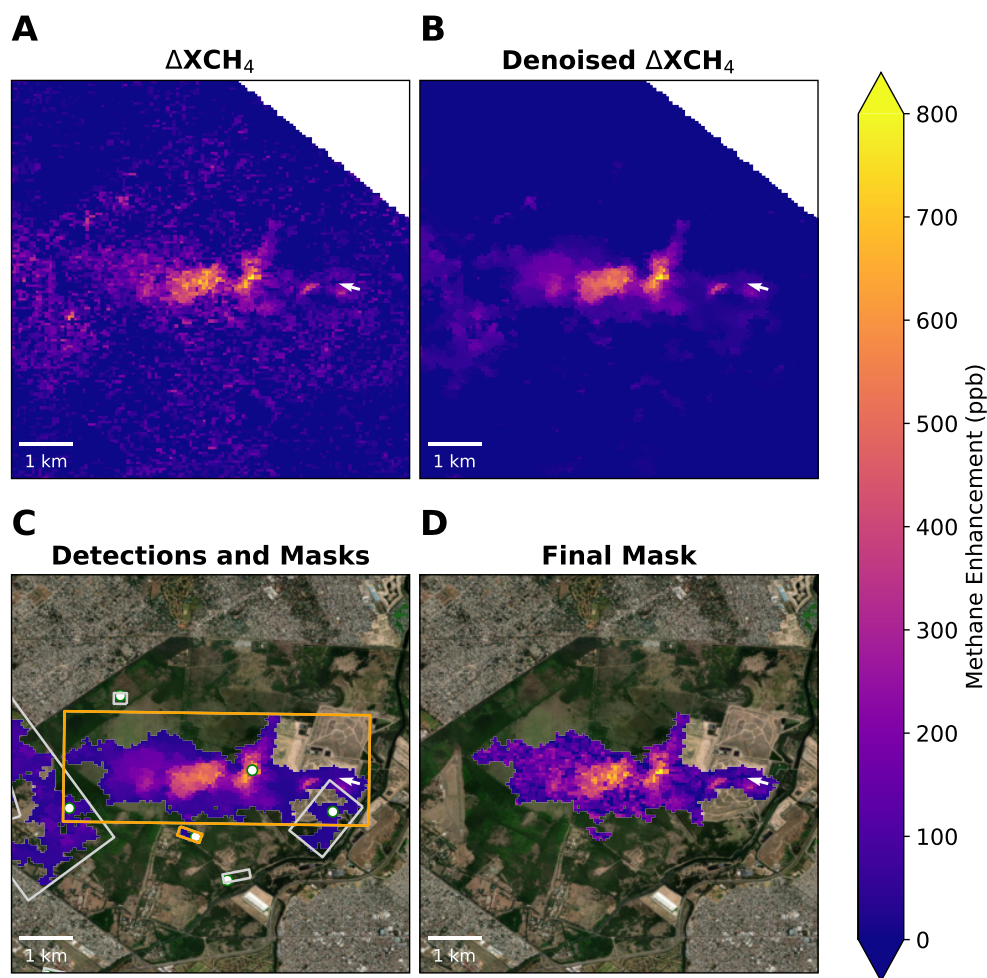 A
ΔXCH₄
B
Denoised ΔXCH₄
1 km
1 km
C
Detections and Masks
D
Final Mask
1 km
1 km
800
700
600
500
400
300
200
100
0
Methane Enhancement (ppb)